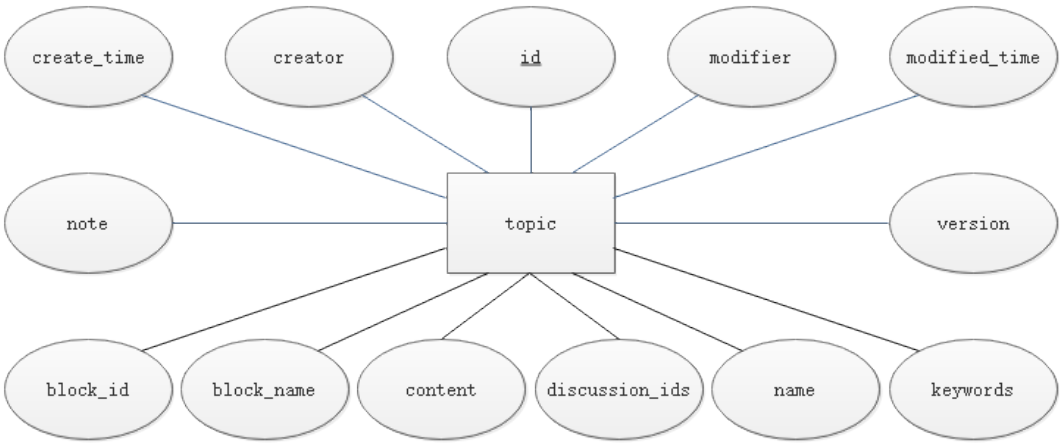 create_time
creator
id
modifier
modified_time
note
topic
version
block_id
block_name
content
discussion_ids
name
keywords